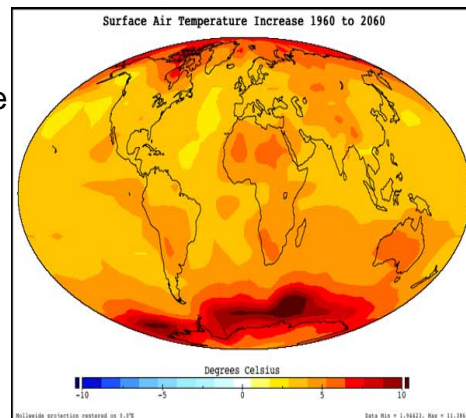 Surface Air Temperature Increase 1960 to 2060
e
Degrees Celsius
-10 -5 0 5 10
Mollweide projection centered on 0.0°E
Data Min = 1.94423, Max = 11.386